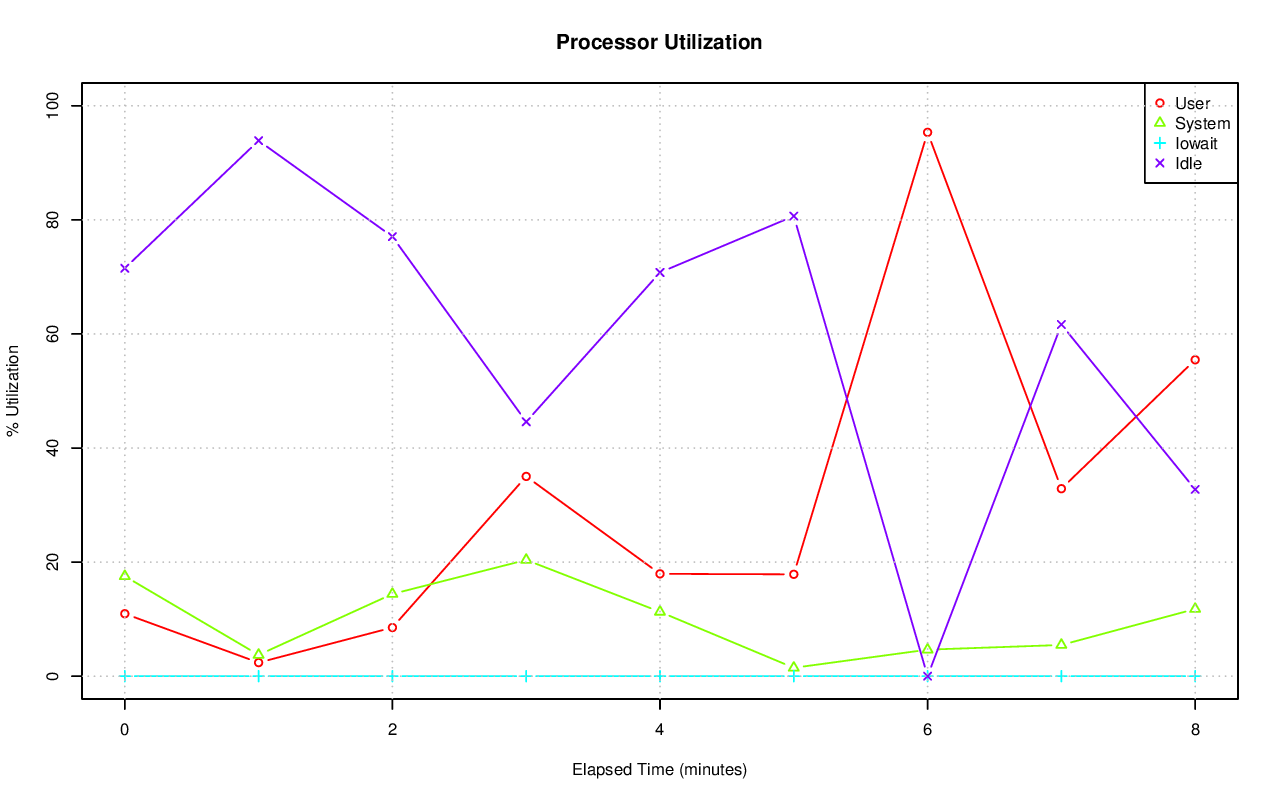 Processor Utilization
User
System
Iowait
Idle
% Utilization
100
80
60
40
20
0
0 2 4 6 8
Elapsed Time (minutes)